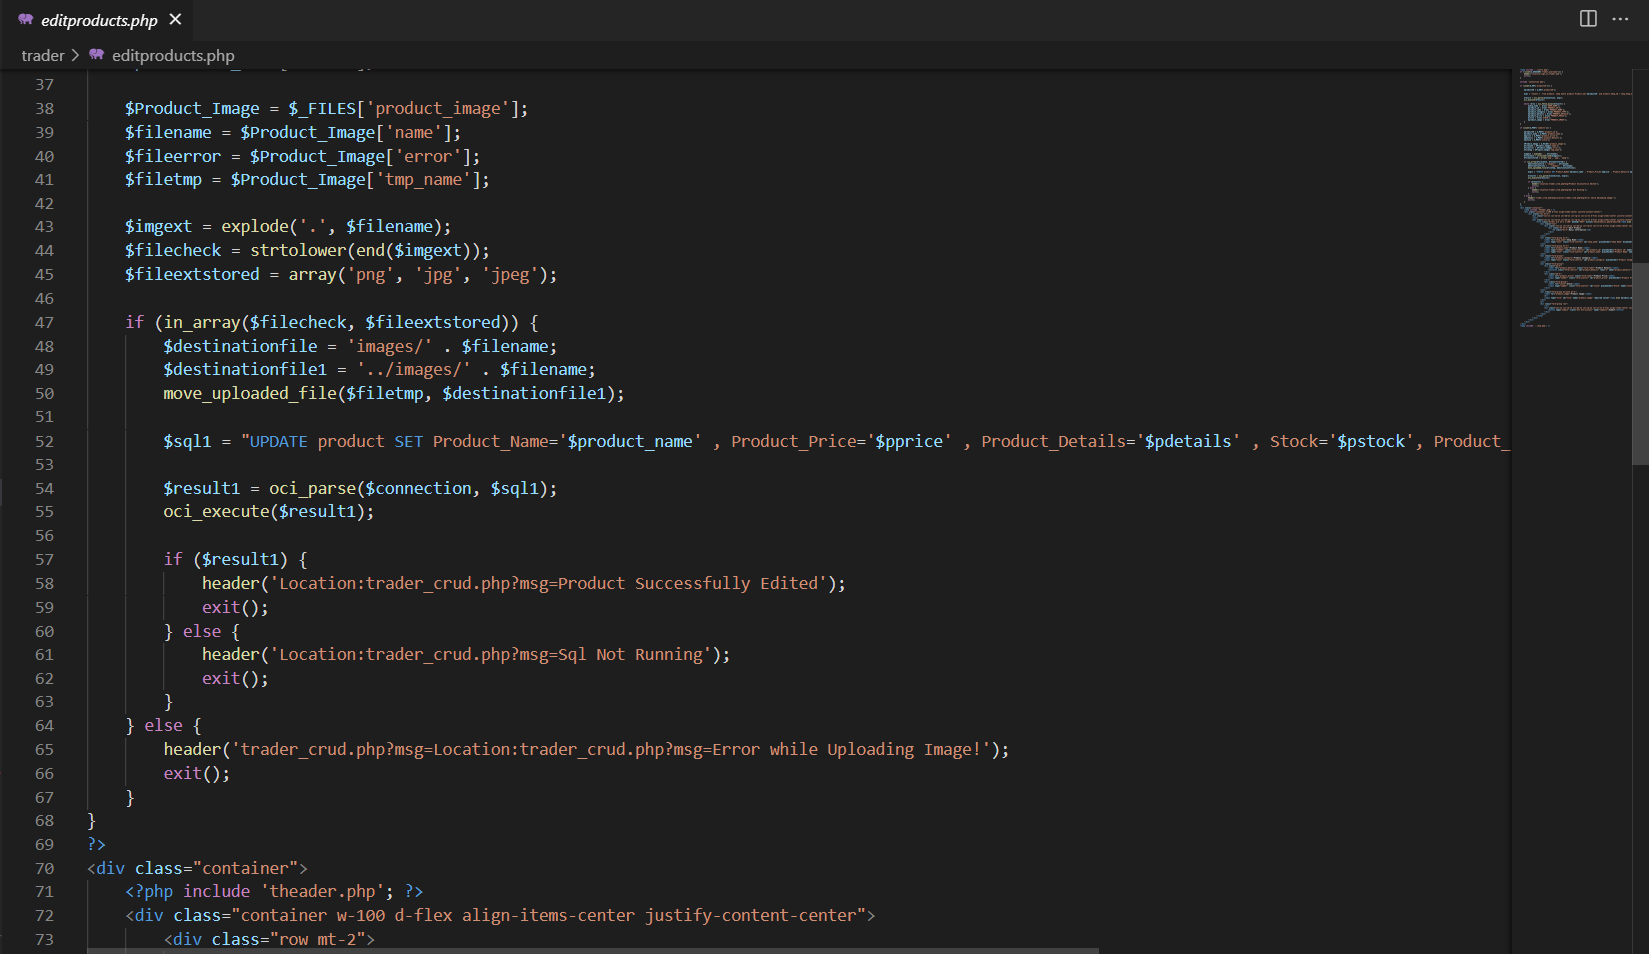 editproducts.php
trader > editproducts.php
37
38 $Product_Image = $_FILES['product_image'];
39 $filename = $Product_Image['name'];
40 $fileerror = $Product_Image['error'];
41 $filetmp = $Product_Image['tmp_name'];
42
43 $imgext = explode('.', $filename);
44 $filecheck = strtolower(end($imgext));
45 $fileextstored = array('png', 'jpg', 'jpeg');
46
47 if (in_array($filecheck, $fileextstored)) {
48 $destinationfile = 'images/' . $filename;
49 $destinationfile1 = '../images/' . $filename;
50 move_uploaded_file($filetmp, $destinationfile1);
51
52 $sql1 = "UPDATE product SET Product_Name='$product_name' , Product_Price='$pprice' , Product_Details='$pdetails' , Stock='$pstock', Product_
53
54 $result1 = oci_parse($connection, $sql1);
55 oci_execute($result1);
56
57 if ($result1) {
58 header('Location:trader_crud.php?msg=Product Successfully Edited');
59 exit();
60 } else {
61 header('Location:trader_crud.php?msg=Sql Not Running');
62 exit();
63 }
64 } else {
65 header('trader_crud.php?msg=Location:trader_crud.php?msg=Error while Uploading Image!');
66 exit();
67 }
68 }
69 ?>
70 <div class="container">
71 <?php include 'theader.php'; ?>
72 <div class="container w-100 d-flex align-items-center justify-content-center">
73 <div class="row mt-2">